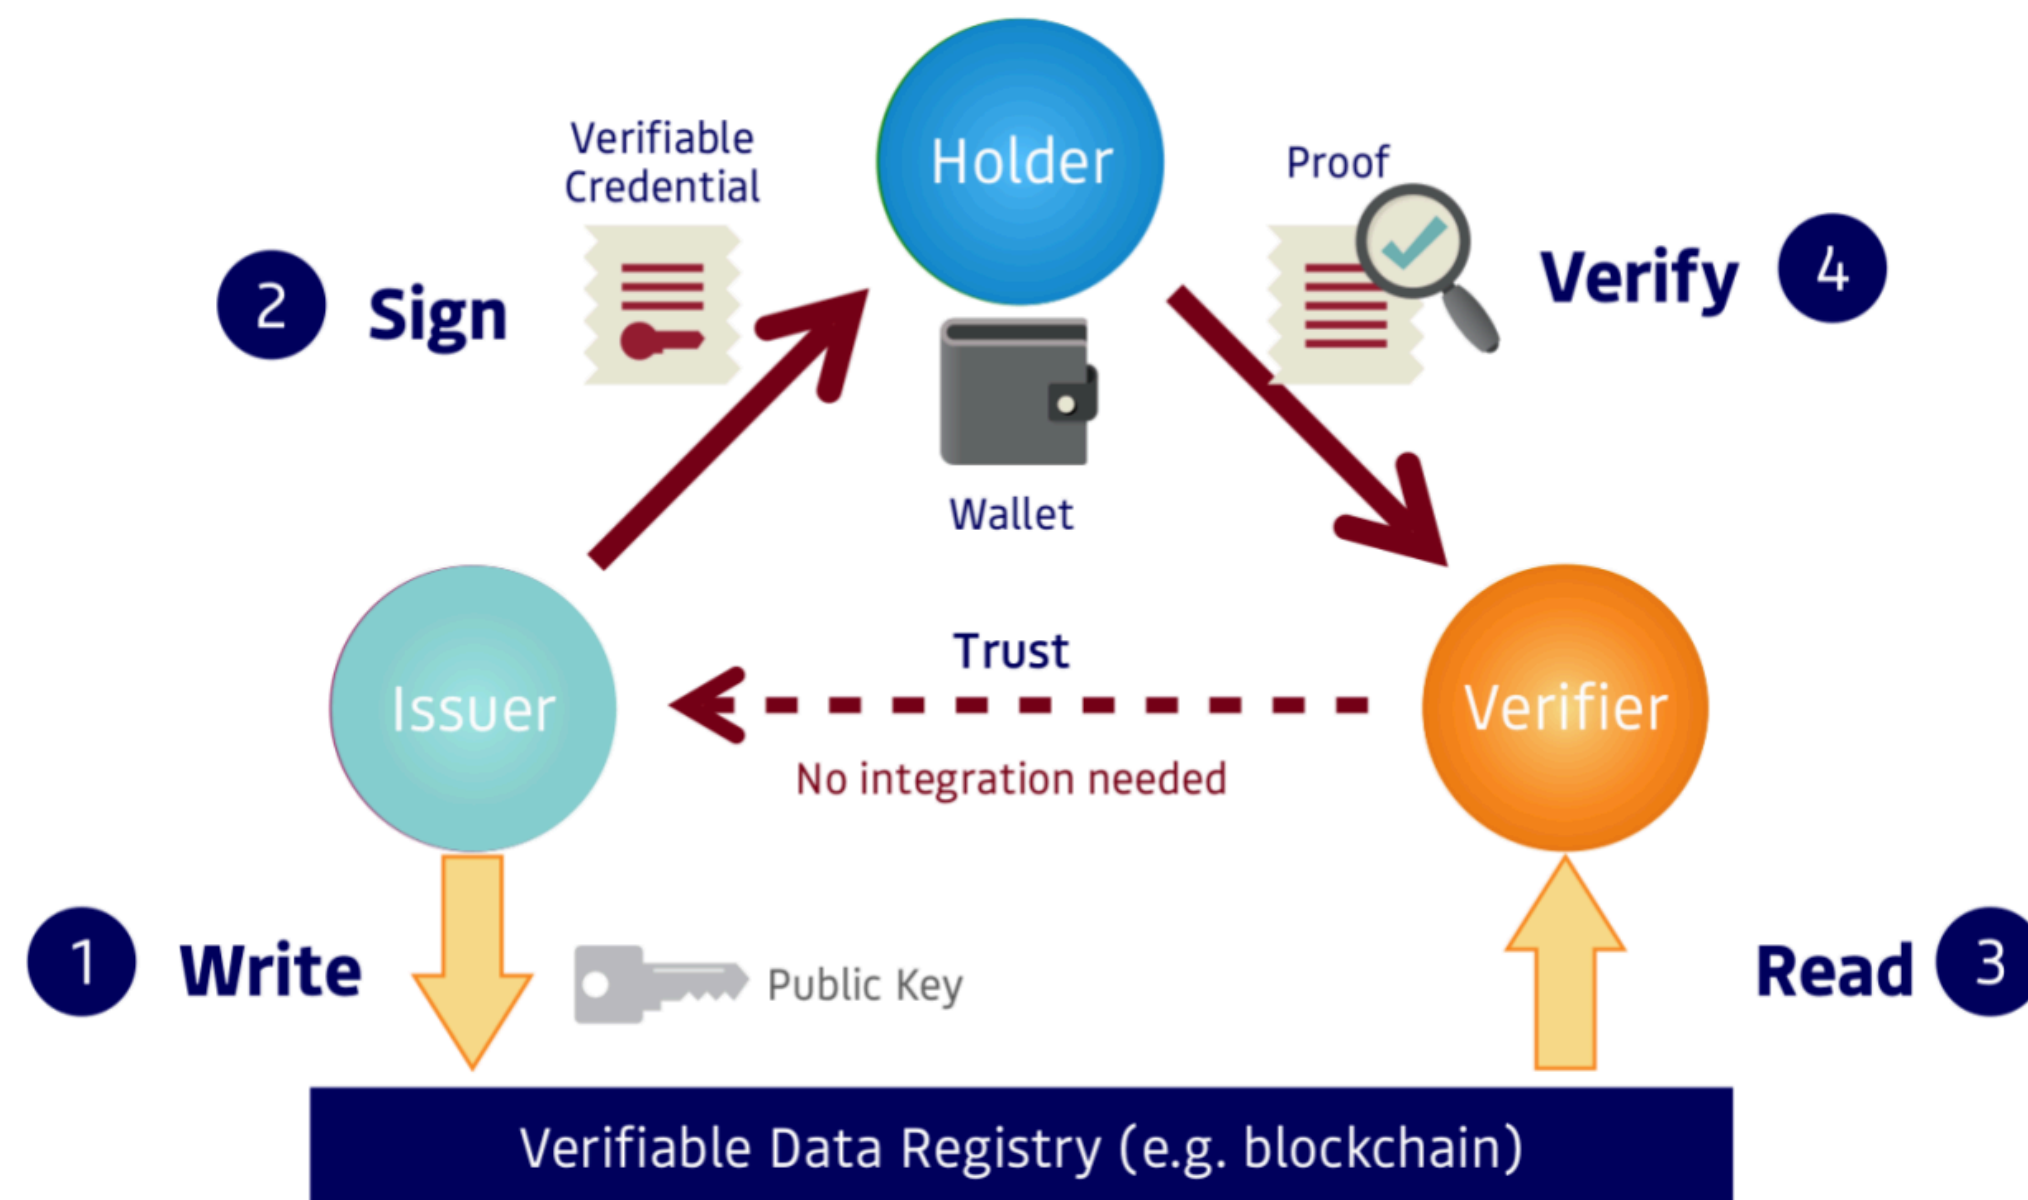 Holder
Verifiable
Credential
Proof
2 Sign
Verify 4
Wallet
Trust
Issuer
Verifier
No integration needed
1 Write
Public Key
Read 3
Verifiable Data Registry (e.g. blockchain)